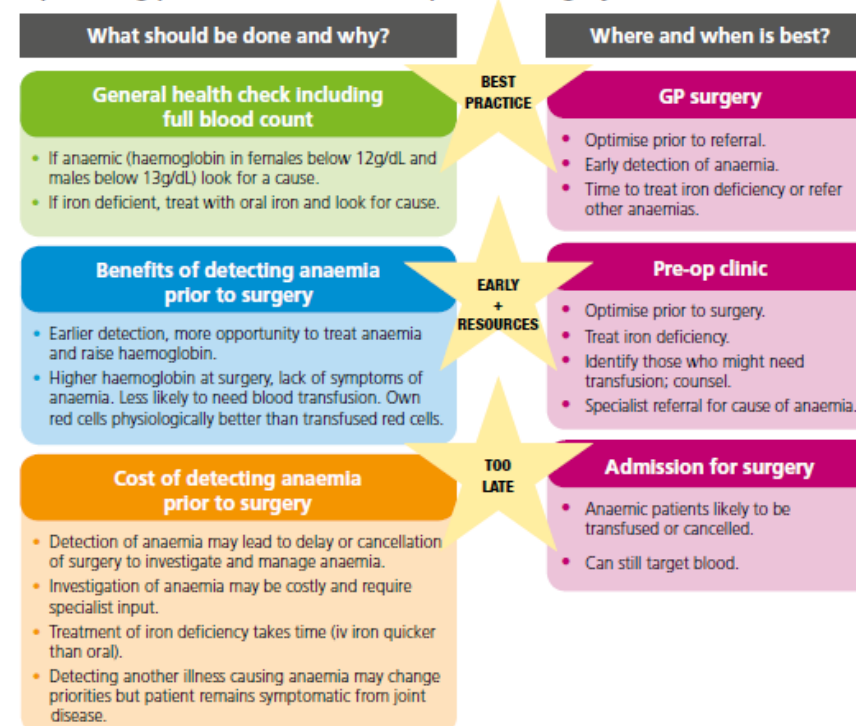 What should be done and why?
Where and when is best?
General health check including
full blood count
• If anaemic (haemoglobin in females below 12g/dL and
males below 13g/dL) look for a cause.
• If iron deficient, treat with oral iron and look for cause.
BEST
PRACTICE
GP surgery
• Optimise prior to referral.
• Early detection of anaemia.
• Time to treat iron deficiency or refer
other anaemias.
Benefits of detecting anaemia
prior to surgery
• Earlier detection, more opportunity to treat anaemia
and raise haemoglobin.
• Higher haemoglobin at surgery, lack of symptoms of
anaemia. Less likely to need blood transfusion. Own
red cells physiologically better than transfused red cells.
EARLY
+
RESOURCES
Pre-op clinic
• Optimise prior to surgery.
• Treat iron deficiency.
• Identify those who might need
transfusion; counsel.
• Specialist referral for cause of anaemia.
Cost of detecting anaemia
prior to surgery
• Detection of anaemia may lead to delay or cancellation
of surgery to investigate and manage anaemia.
• Investigation of anaemia may be costly and require
specialist input.
• Treatment of iron deficiency takes time (iv iron quicker
than oral).
• Detecting another illness causing anaemia may change
priorities but patient remains symptomatic from joint
disease.
TOO
LATE
Admission for surgery
• Anaemic patients likely to be
transfused or cancelled.
• Can still target blood.